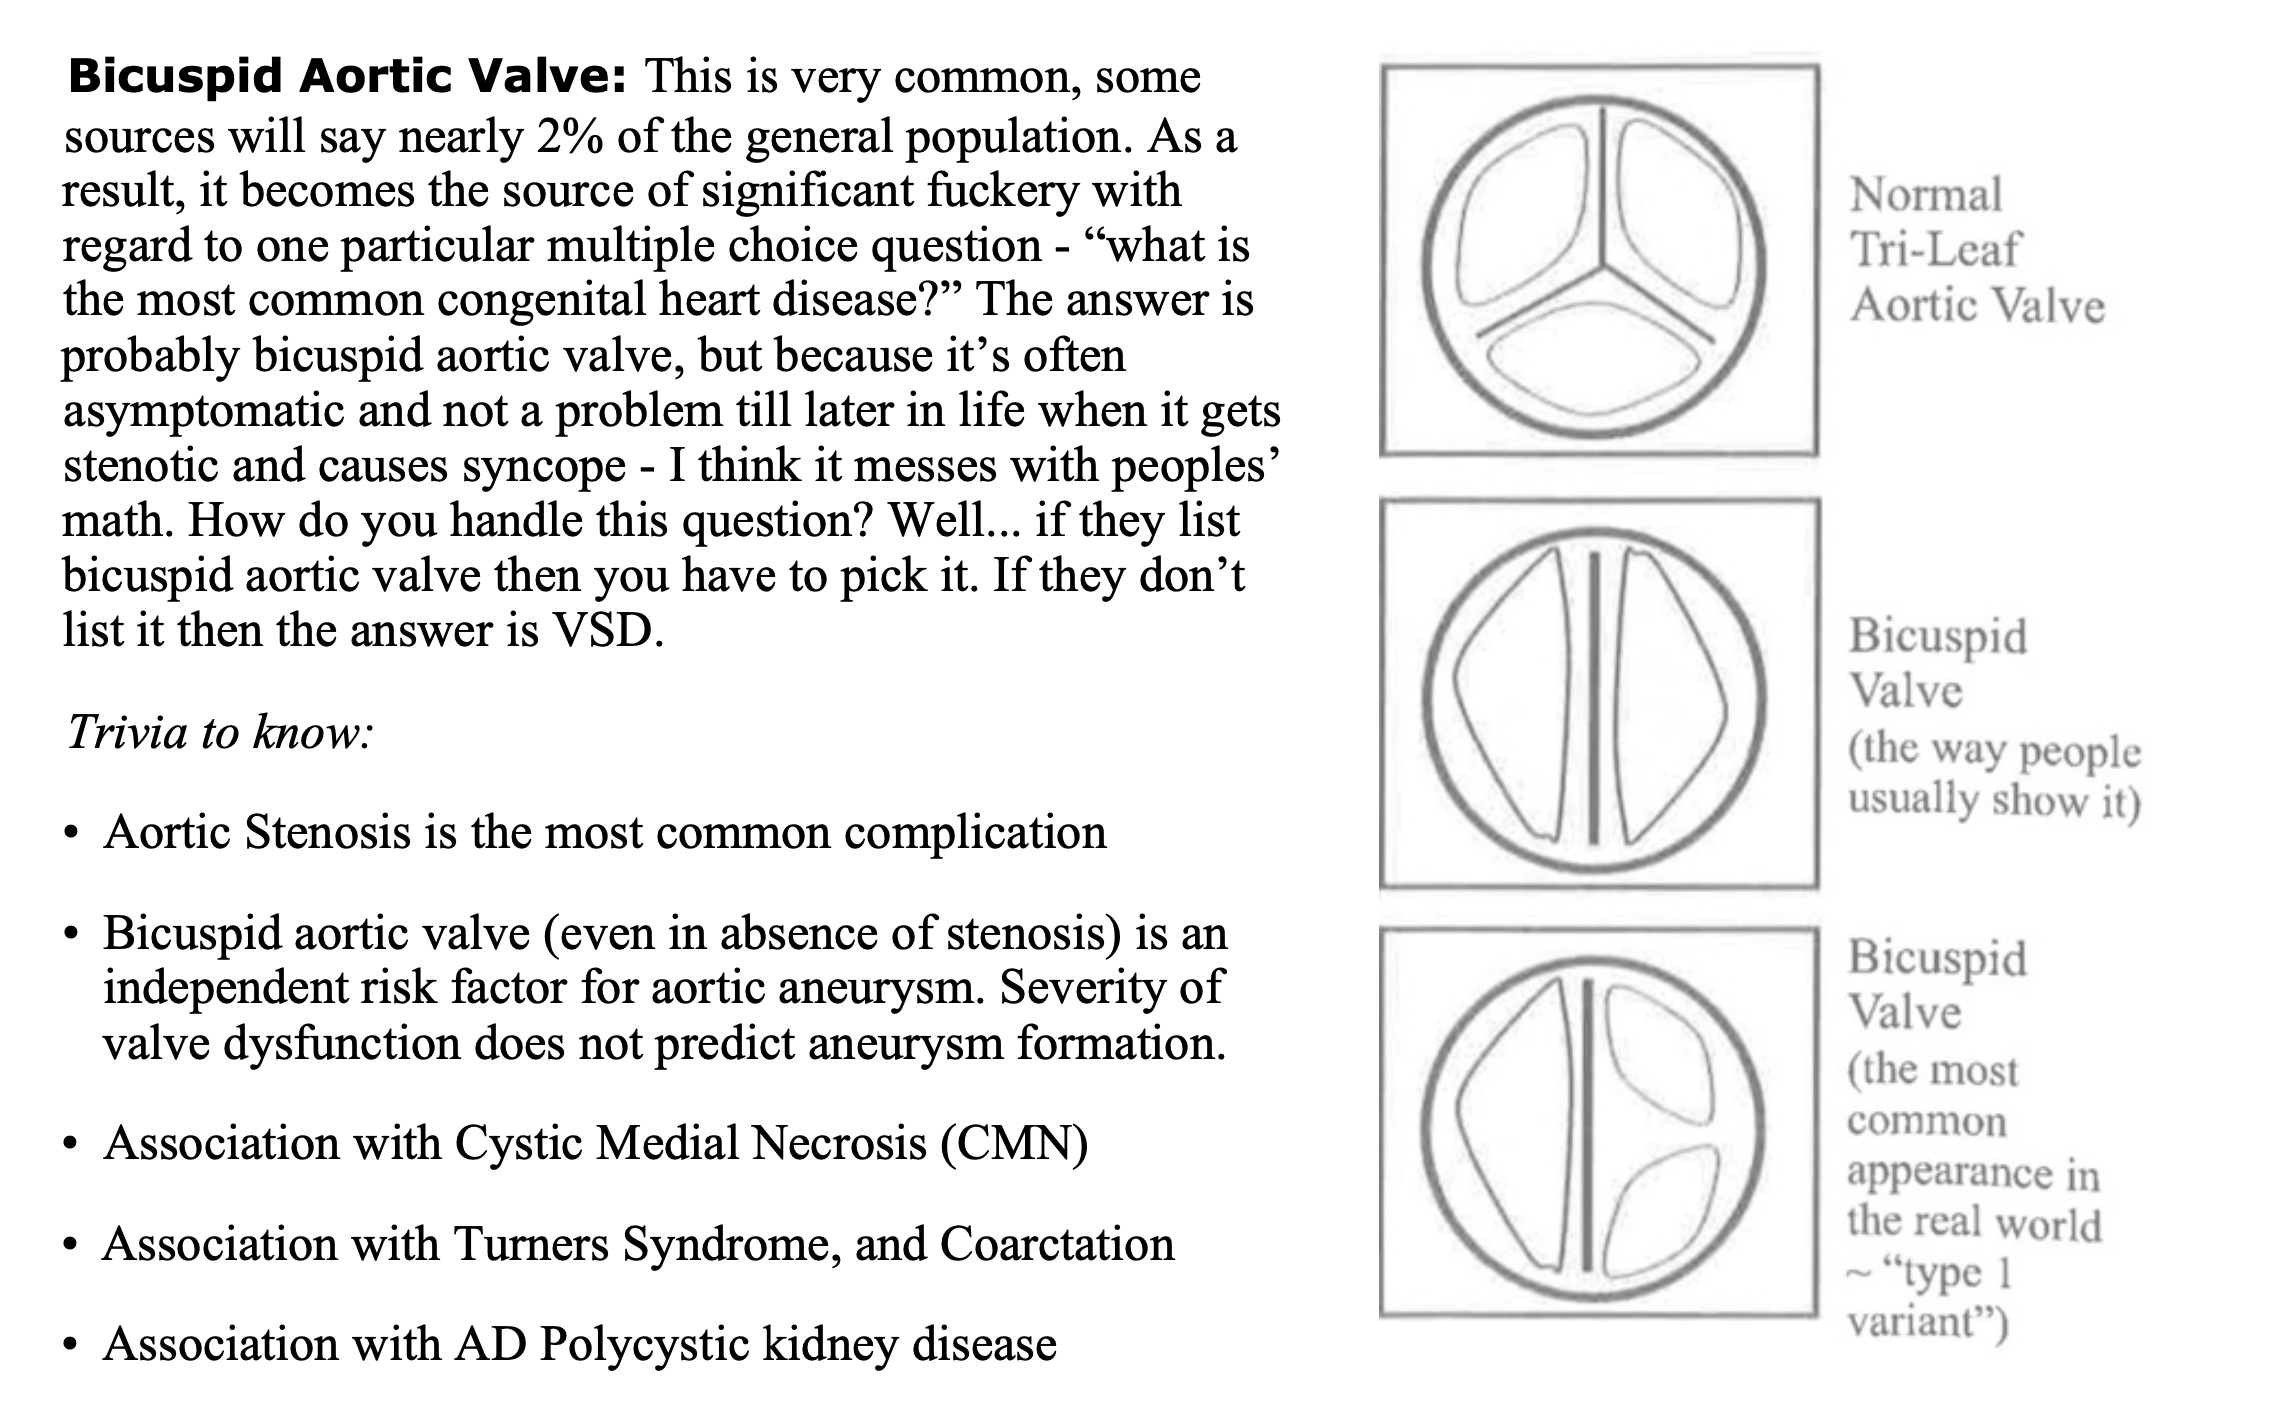 Bicuspid Aortic Valve: This is very common, some
sources will say nearly 2% of the general population. As a
result, it becomes the source of significant fuckery with
regard to one particular multiple choice question - “what is
the most common congenital heart disease?” The answer is
probably bicuspid aortic valve, but because it’s often
asymptomatic and not a problem till later in life when it gets
stenotic and causes syncope - I think it messes with peoples’
math. How do you handle this question? Well... if they list
bicuspid aortic valve then you have to pick it. If they don’t
list it then the answer is VSD.
Trivia to know:
• Aortic Stenosis is the most common complication
• Bicuspid aortic valve (even in absence of stenosis) is an
independent risk factor for aortic aneurysm. Severity of
valve dysfunction does not predict aneurysm formation.
• Association with Cystic Medial Necrosis (CMN)
• Association with Turners Syndrome, and Coarctation
• Association with AD Polycystic kidney disease
Normal
Tri-Leaf
Aortic Valve
Bicuspid
Valve
(the way people
usually show it)
Bicuspid
Valve
(the most
common
appearance in
the real world
~ “type 1
variant”)